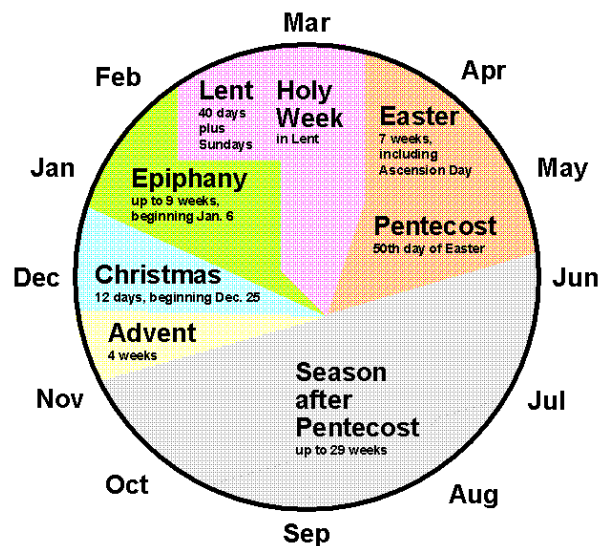 Mar
Feb
Apr
Lent
40 days
plus
Sundays
Holy
Week
in Lent
Easter
7 weeks,
including
Ascension Day
Jan
May
Epiphany
up to 9 weeks,
beginning Jan. 6
Pentecost
50th day of Easter
Dec
Christmas
12 days, beginning Dec. 25
Jun
Advent
4 weeks
Season
after
Pentecost
up to 29 weeks
Nov
Jul
Oct
Aug
Sep